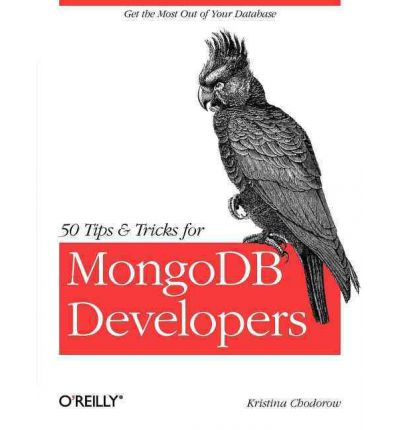 Get the Most Out of Your Database
50 Tips & Tricks for
MongoDB
Developers
O'REILLY®
Kristina Chodorow